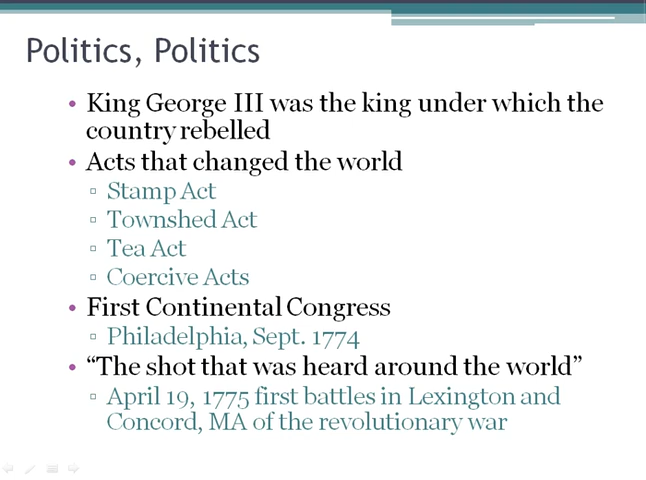 Politics, Politics
• King George III was the king under which the
country rebelled
• Acts that changed the world
▫ Stamp Act
▫ Townshed Act
▫ Tea Act
▫ Coercive Acts
• First Continental Congress
▫ Philadelphia, Sept. 1774
• “The shot that was heard around the world”
▫ April 19, 1775 first battles in Lexington and
Concord, MA of the revolutionary war